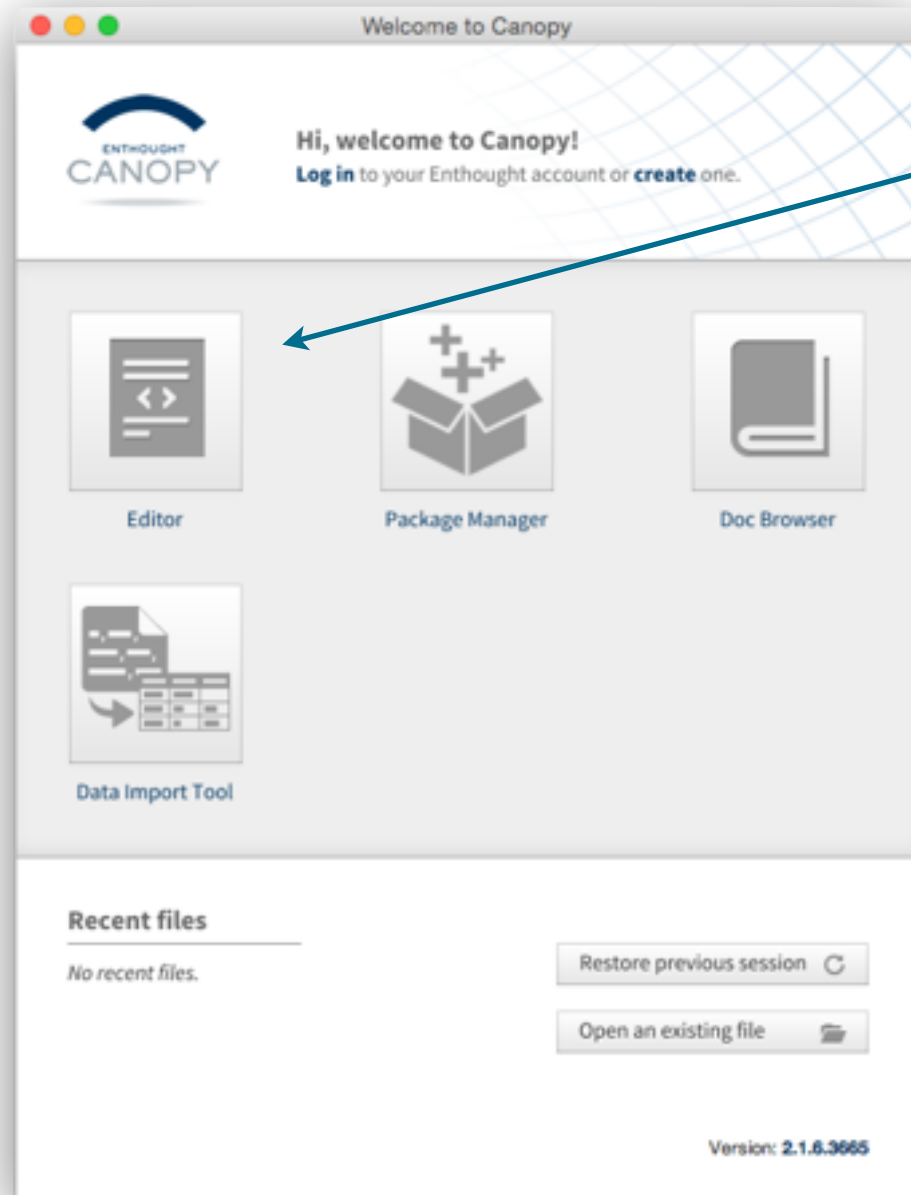 Welcome to Canopy
ENTHOUGHT
CANOPY
Hi, welcome to Canopy!
Log in to your Enthought account or create one.
Editor
Package Manager
Doc Browser
Data Import Tool
Recent files
No recent files.
Restore previous session
Open an existing file
Version: 2.1.6.3665